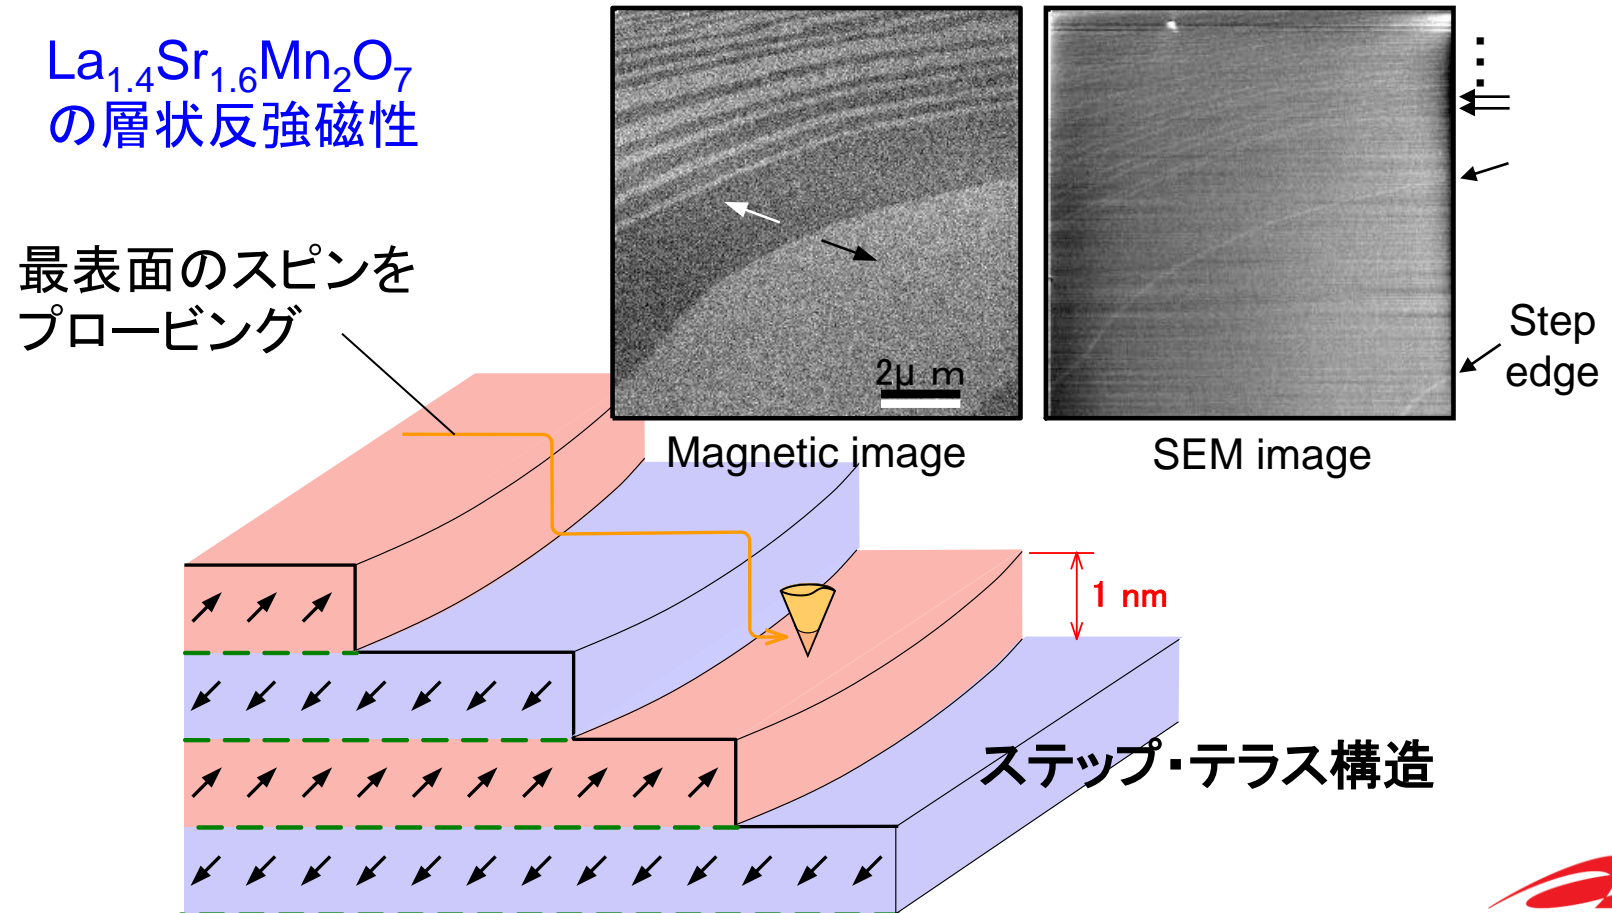 La1.4Sr1.6Mn2O7
の層状反強磁性
最表面のスピンを
プロービング
2μ m
Magnetic image
SEM image
Step
edge
1 nm
ステップ・テラス構造